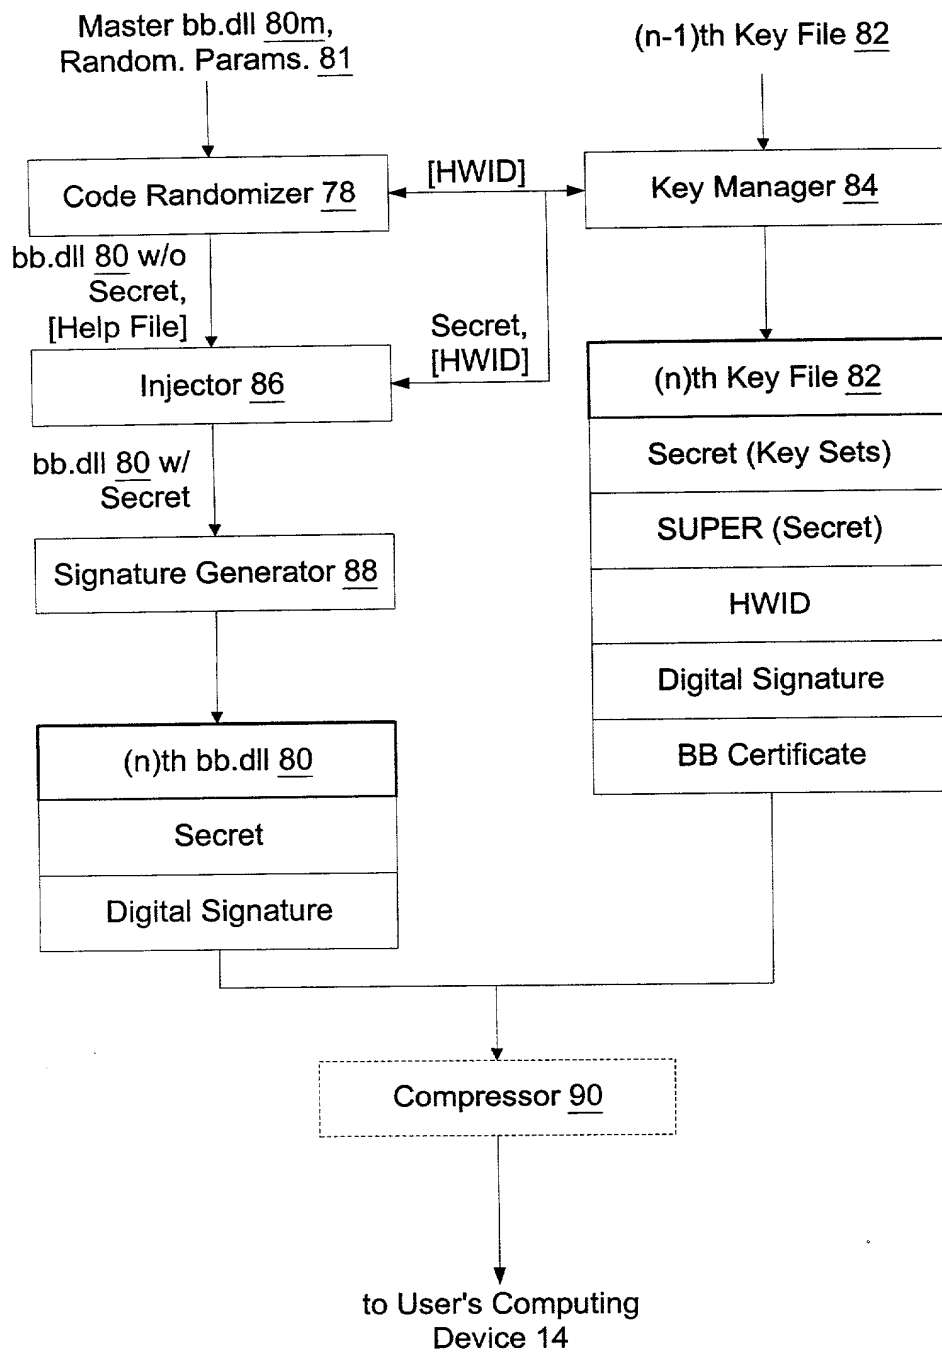 Master bb.dll 80m,
Random. Params. 81
(n-1)th Key File 82
Code Randomizer 78
[HWID]
Key Manager 84
bb.dll 80 w/o
Secret,
[Help File]
Secret,
[HWID]
Injector 86
(n)th Key File 82
Secret (Key Sets)
SUPER (Secret)
HWID
Digital Signature
BB Certificate
bb.dll 80 w/
Secret
Signature Generator 88
(n)th bb.dll 80
Secret
Digital Signature
Compressor 90
to User's Computing
Device 14